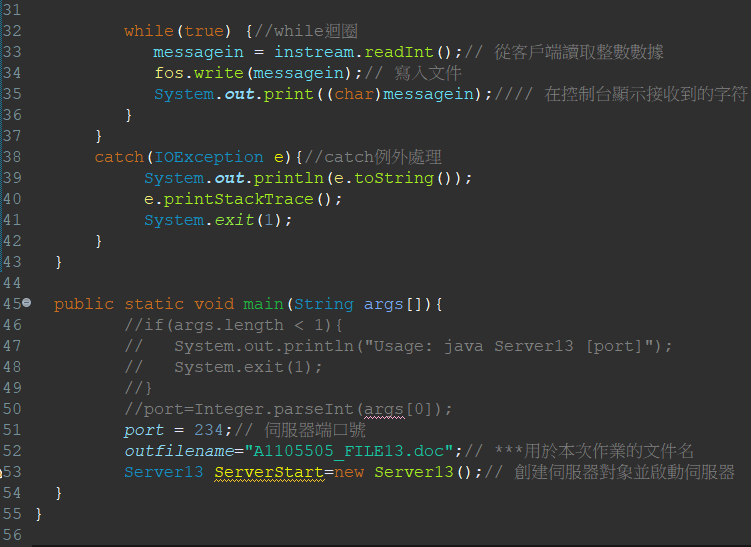 31
32 while(true) {//while迴圈
33 messagein = instream.readInt();// 從客戶端讀取整數數據
34 fos.write(messagein);// 寫入文件
35 System.out.print((char)messagein);//// 在控制台顯示接收到的字符
36 }
37 }
38 catch(IOException e){//catch例外處理
39 System.out.println(e.toString());
40 e.printStackTrace();
41 System.exit(1);
42 }
43 }
44
45 public static void main(String args[]){
46 //if(args.length < 1){
47 // System.out.println("Usage: java Server13 [port]");
48 // System.exit(1);
49 //}
50 //port=Integer.parseInt(args[0]);
51 port = 234;// 伺服器端口號
52 outfilename="A1105505_FILE13.doc";// ***用於本次作業的文件名
53 Server13 ServerStart=new Server13();// 創建伺服器對象並啟動伺服器
54 }
55 }
56